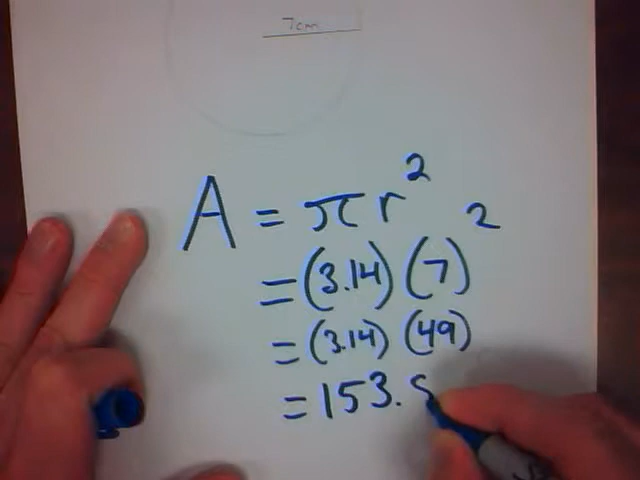 7cm
A = πr²
= (3.14)(7)²
= (3.14)(49)
= 153.